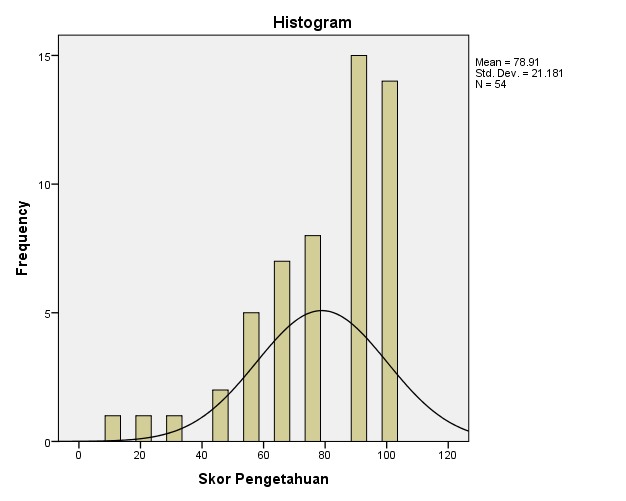 Histogram
Mean = 78.91
Std. Dev. = 21.181
N = 54
Frequency
15
10
5
0
0 20 40 60 80 100 120
Skor Pengetahuan